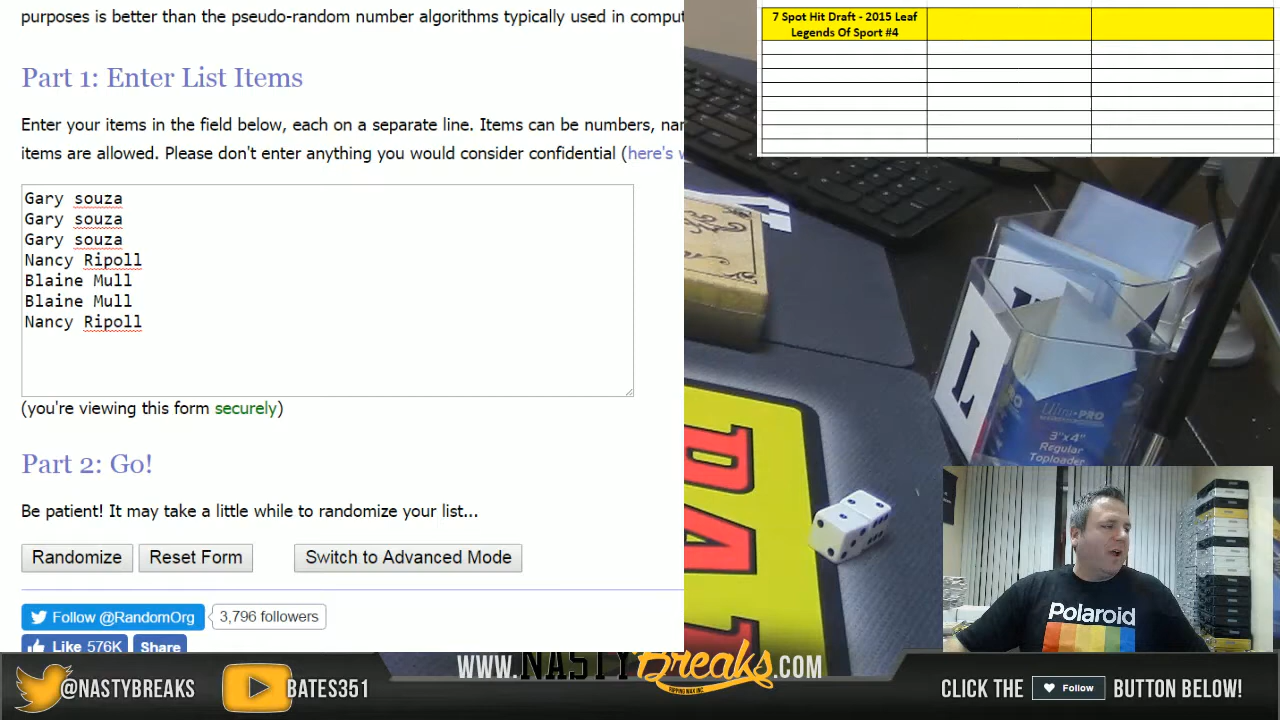 purposes is better than the pseudo-random number algorithms typically used in comput
Part 1: Enter List Items
Enter your items in the field below, each on a separate line. Items can be numbers, nar
items are allowed. Please don't enter anything you would consider confidential (here's w
Gary souza
Gary souza
Gary souza
Nancy Ripoll
Blaine Mull
Blaine Mull
Nancy Ripoll
(you're viewing this form securely)
Part 2: Go!
Be patient! It may take a little while to randomize your list...
Randomize
Reset Form
Switch to Advanced Mode
Follow @RandomOrg
3,796 followers
Like 576K
Share
7 Spot Hit Draft - 2015 Leaf
Legends Of Sport #4
L
Ultra-PRO
3"x4"
Regular
Toploader
Polaroid
@NASTYBREAKS
BATES351
WWW.NASTYBreaks.COM
RIPPING WAX INC.
CLICK THE
Follow
BUTTON BELOW!